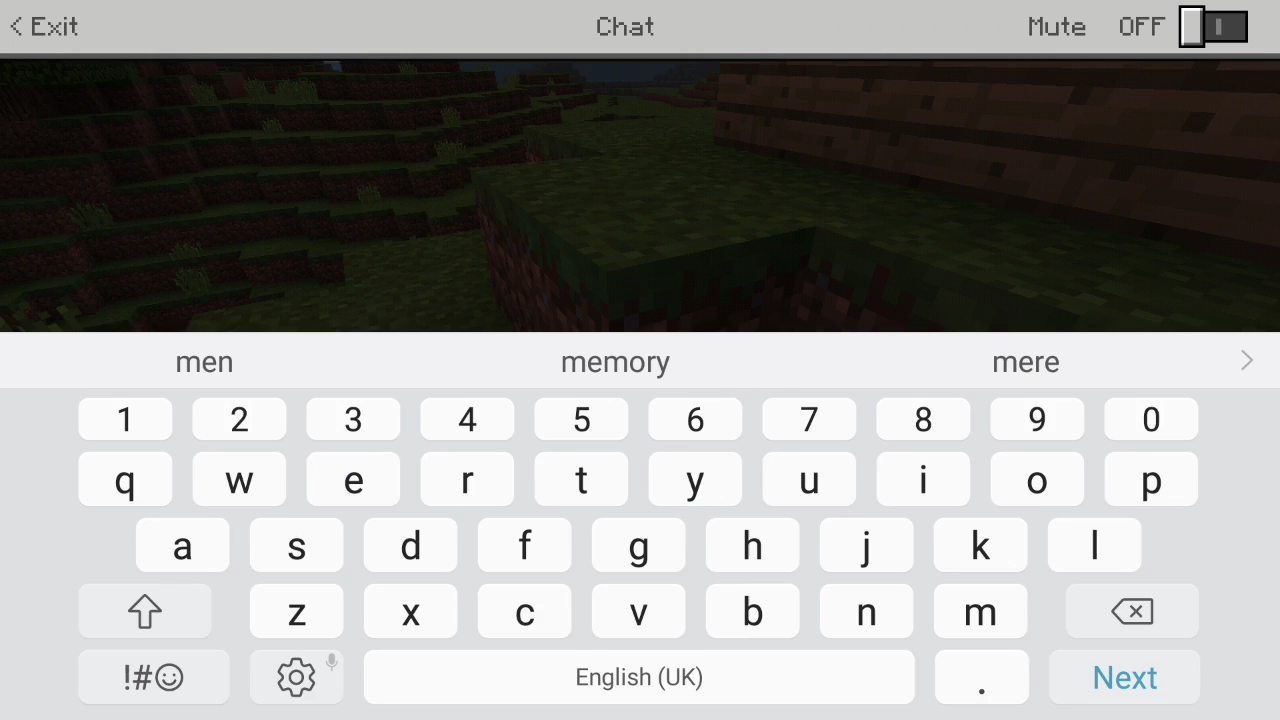 < Exit Chat Mute OFF
men memory mere >
1 2 3 4 5 6 7 8 9 0
q w e r t y u i o p
a s d f g h j k l
z x c v b n m
!#☺ English (UK) . Next